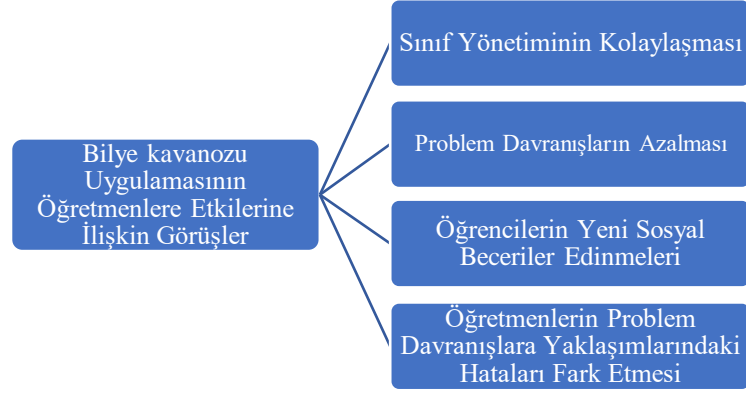 Bilye kavanozu
Uygulamasının
Öğretmenlere Etkilerine
İlişkin Görüşler
Sınıf Yönetiminin Kolaylaşması
Problem Davranışların Azalması
Öğrencilerin Yeni Sosyal
Beceriler Edinmeleri
Öğretmenlerin Problem
Davranışlara Yaklaşımlarındaki
Hataları Fark Etmesi